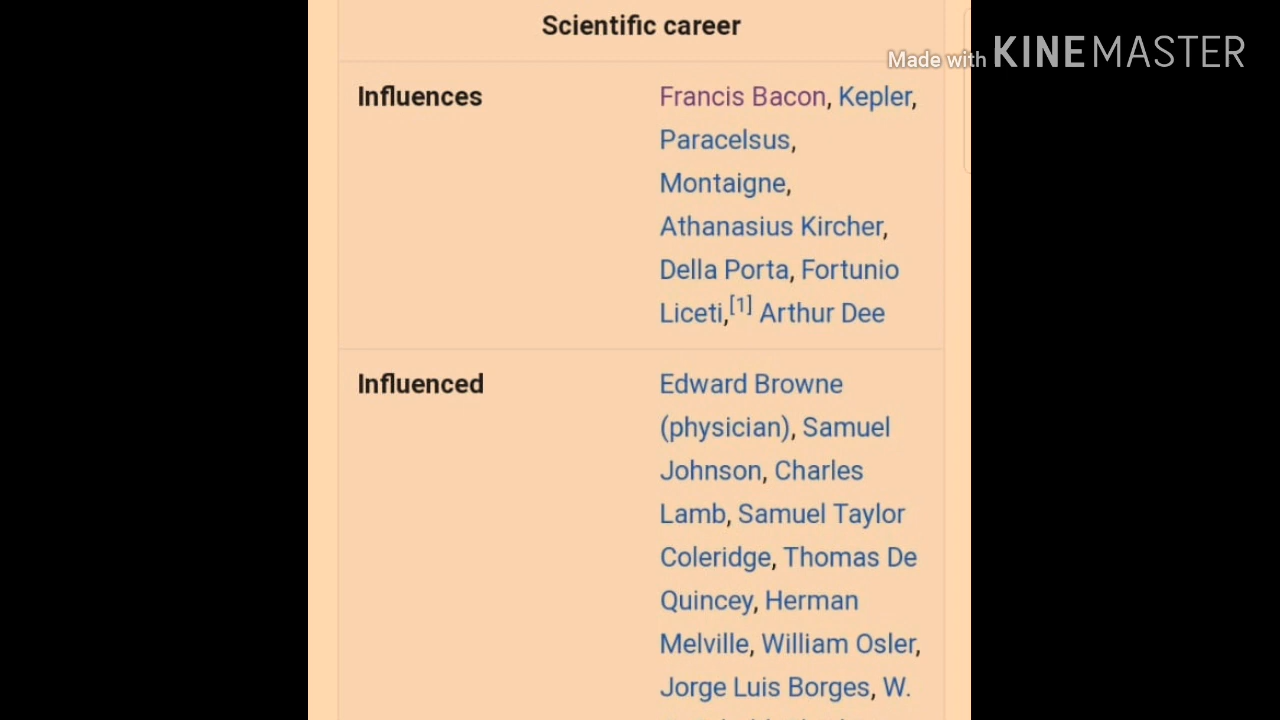 Scientific career
Made with KINEMASTER
Influences
Francis Bacon, Kepler,
Paracelsus,
Montaigne,
Athanasius Kircher,
Della Porta, Fortunio
Liceti,[1] Arthur Dee
Influenced
Edward Browne
(physician), Samuel
Johnson, Charles
Lamb, Samuel Taylor
Coleridge, Thomas De
Quincey, Herman
Melville, William Osler,
Jorge Luis Borges, W.